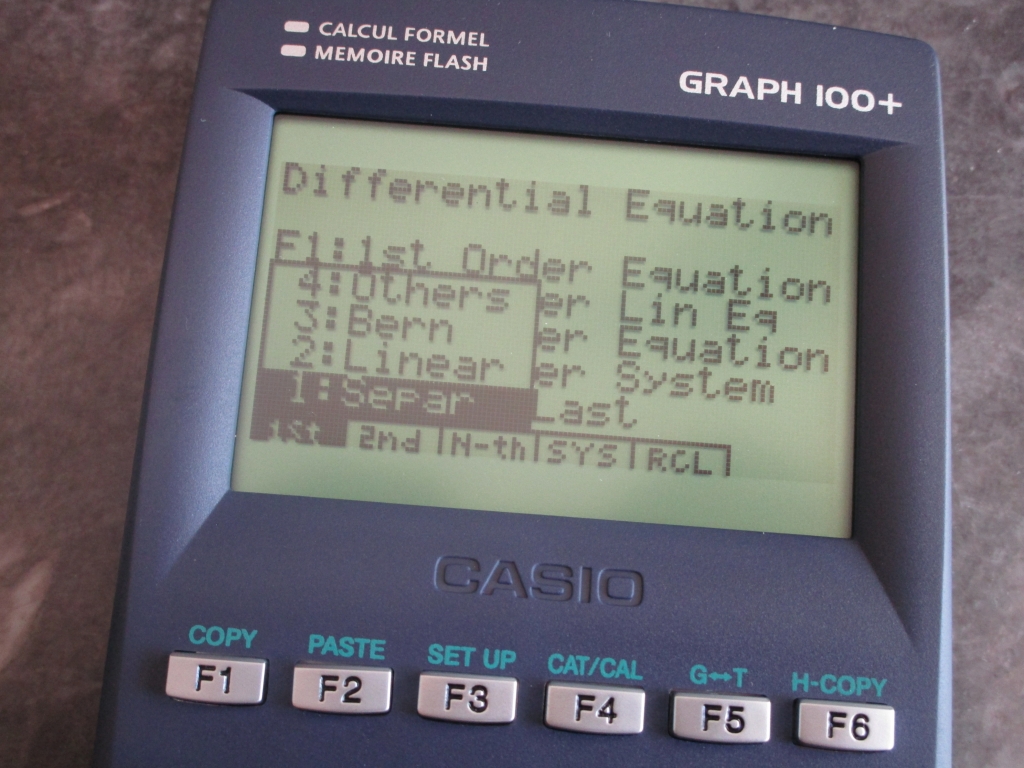 CALCUL FORMEL
MEMOIRE FLASH
GRAPH 100+
Differential Equation
F1:1st Order Equation
4:Others er Lin Eq
3:Bern er Equation
2:Linear er System
1:Separ Last
1st 2nd N-th SYS RCL
CASIO
COPY PASTE SET UP CAT/CAL G↔T H-COPY
F1 F2 F3 F4 F5 F6